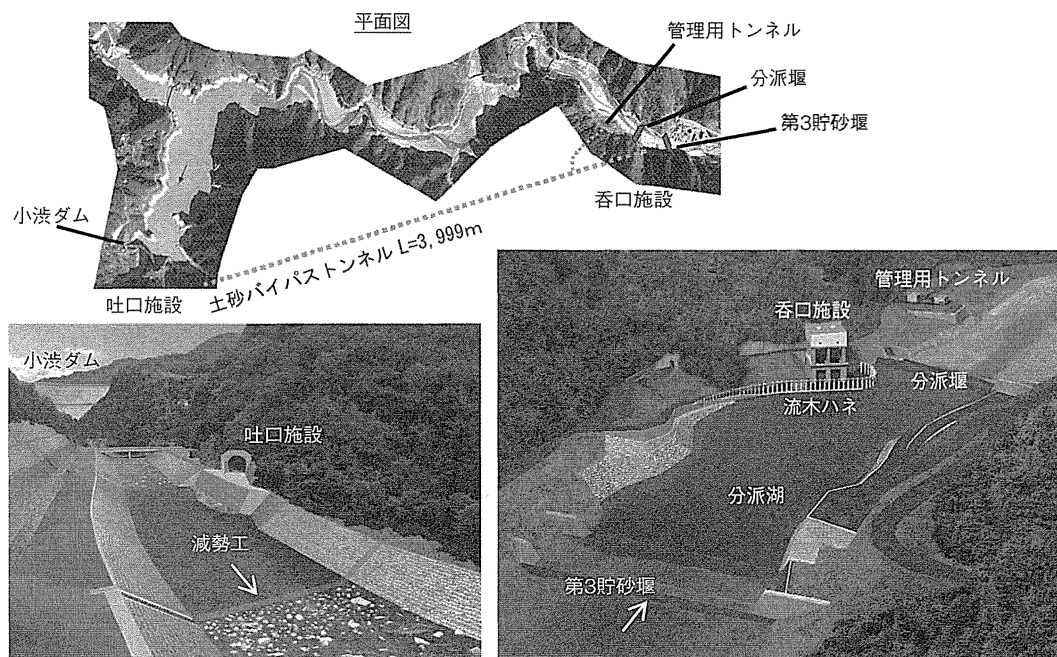 平面図
管理用トンネル
分派堰
第3貯砂堰
呑口施設
小渋ダム
吐口施設
土砂バイパストンネル L=3,999m
小渋ダム
吐口施設
減勢工
管理用トンネル
呑口施設
分派堰
流木ハネ
分派湖
第3貯砂堰